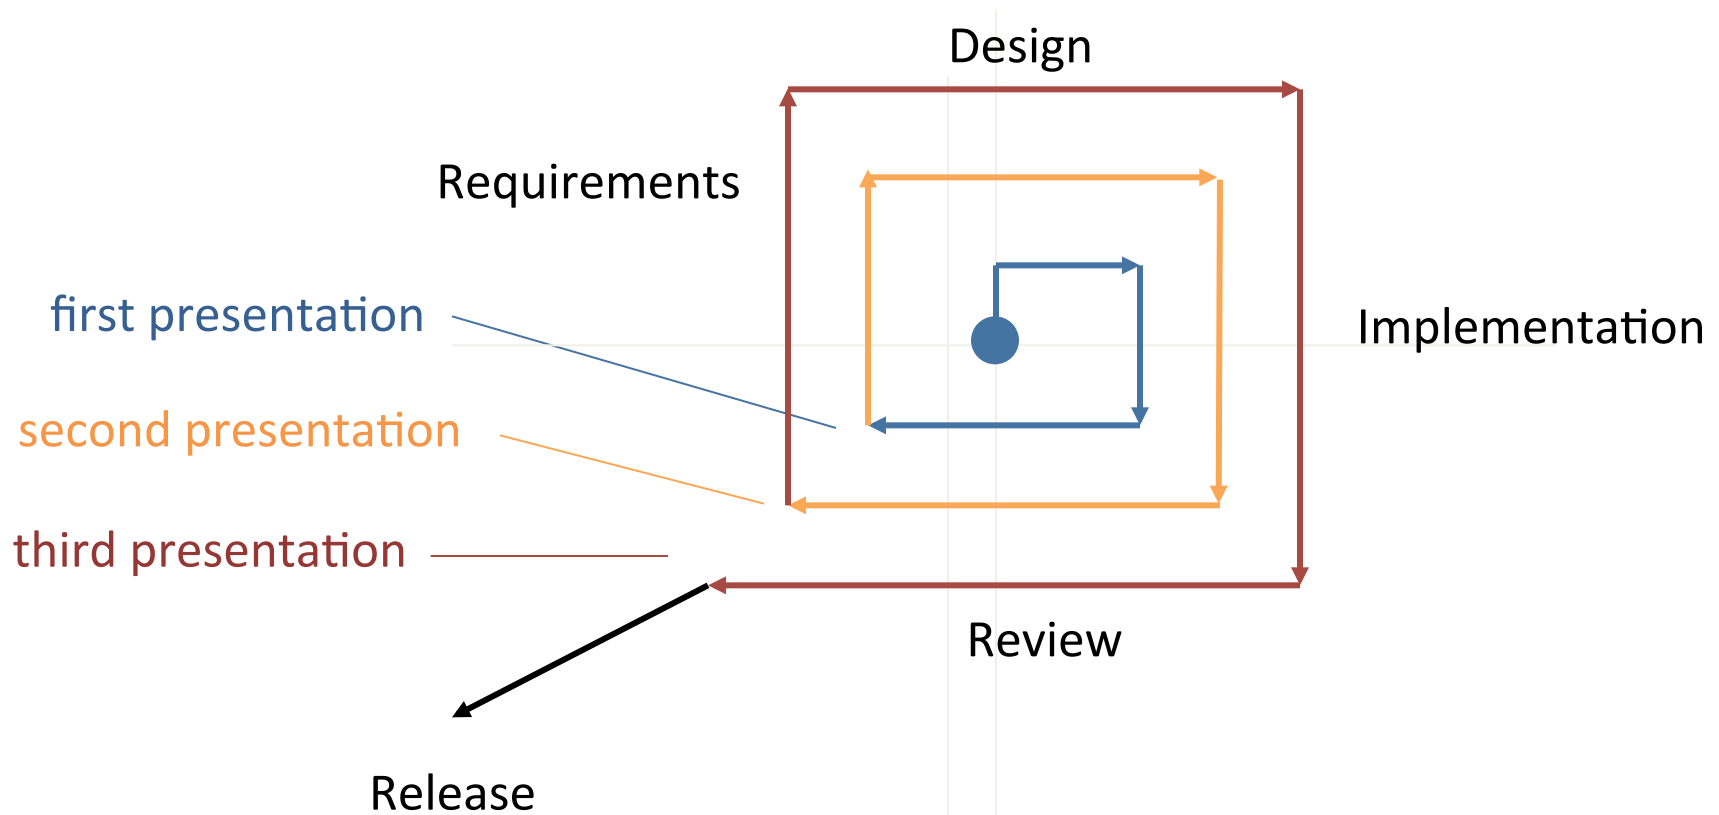 Design
Requirements
first presentation
Implementation
second presentation
third presentation
Review
Release